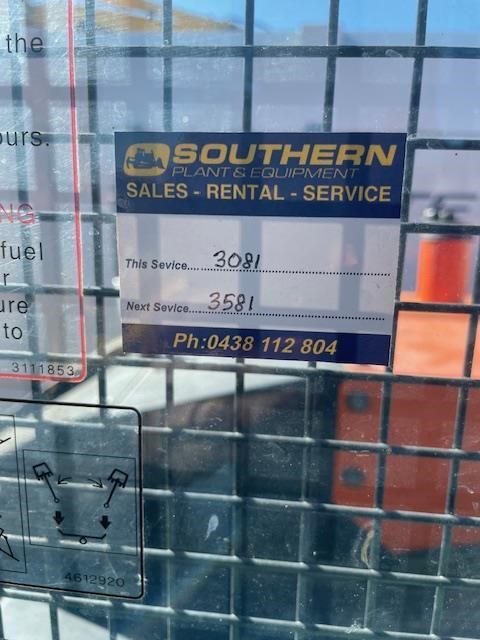 the
ours.
NG
fuel
r
ure
to
3111853
SOUTHERN
PLANT & EQUIPMENT
SALES - RENTAL - SERVICE
This Sevice....3081
Next Sevice...3581
Ph:0438 112 804
4612920